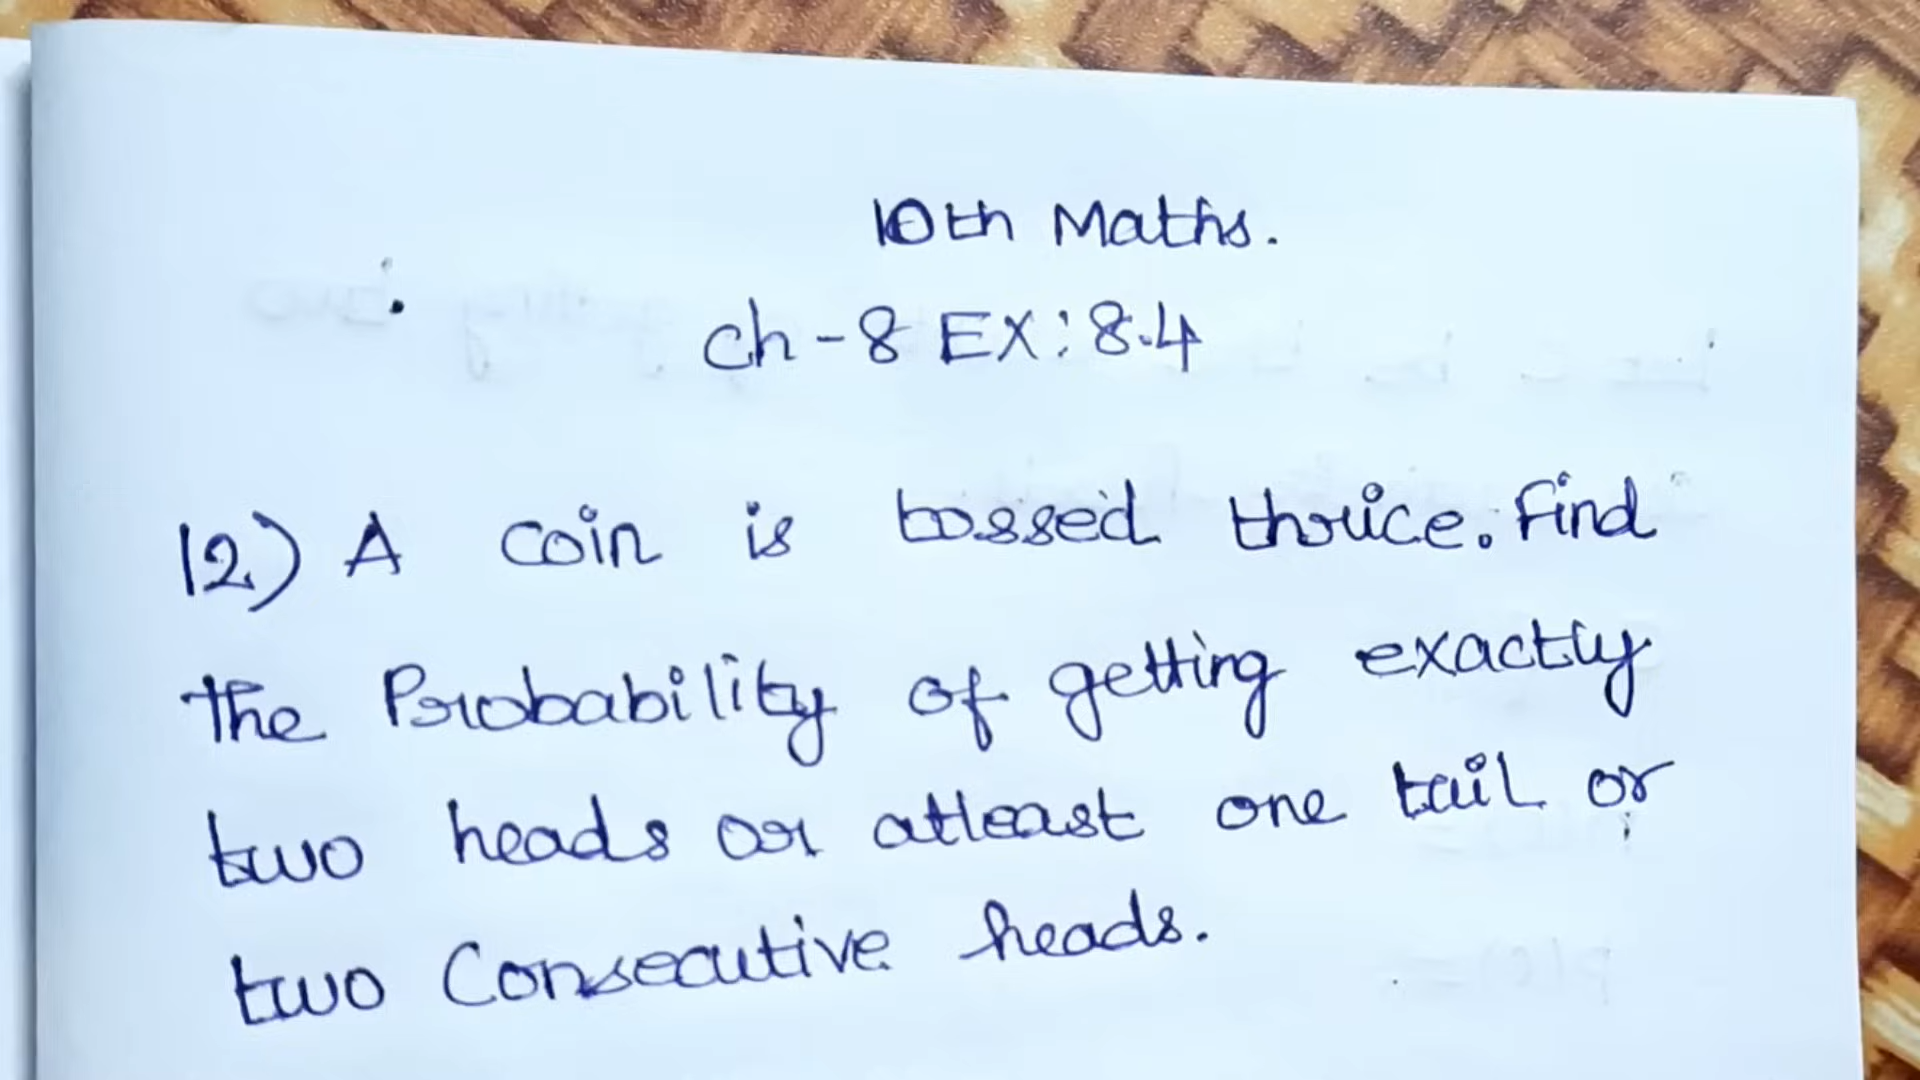 10th Maths.
Ch-8 EX: 8.4
12) A coin is tossed thrice. Find
the Probability of getting exactly
two heads or atleast one tail or
two Consecutive heads.